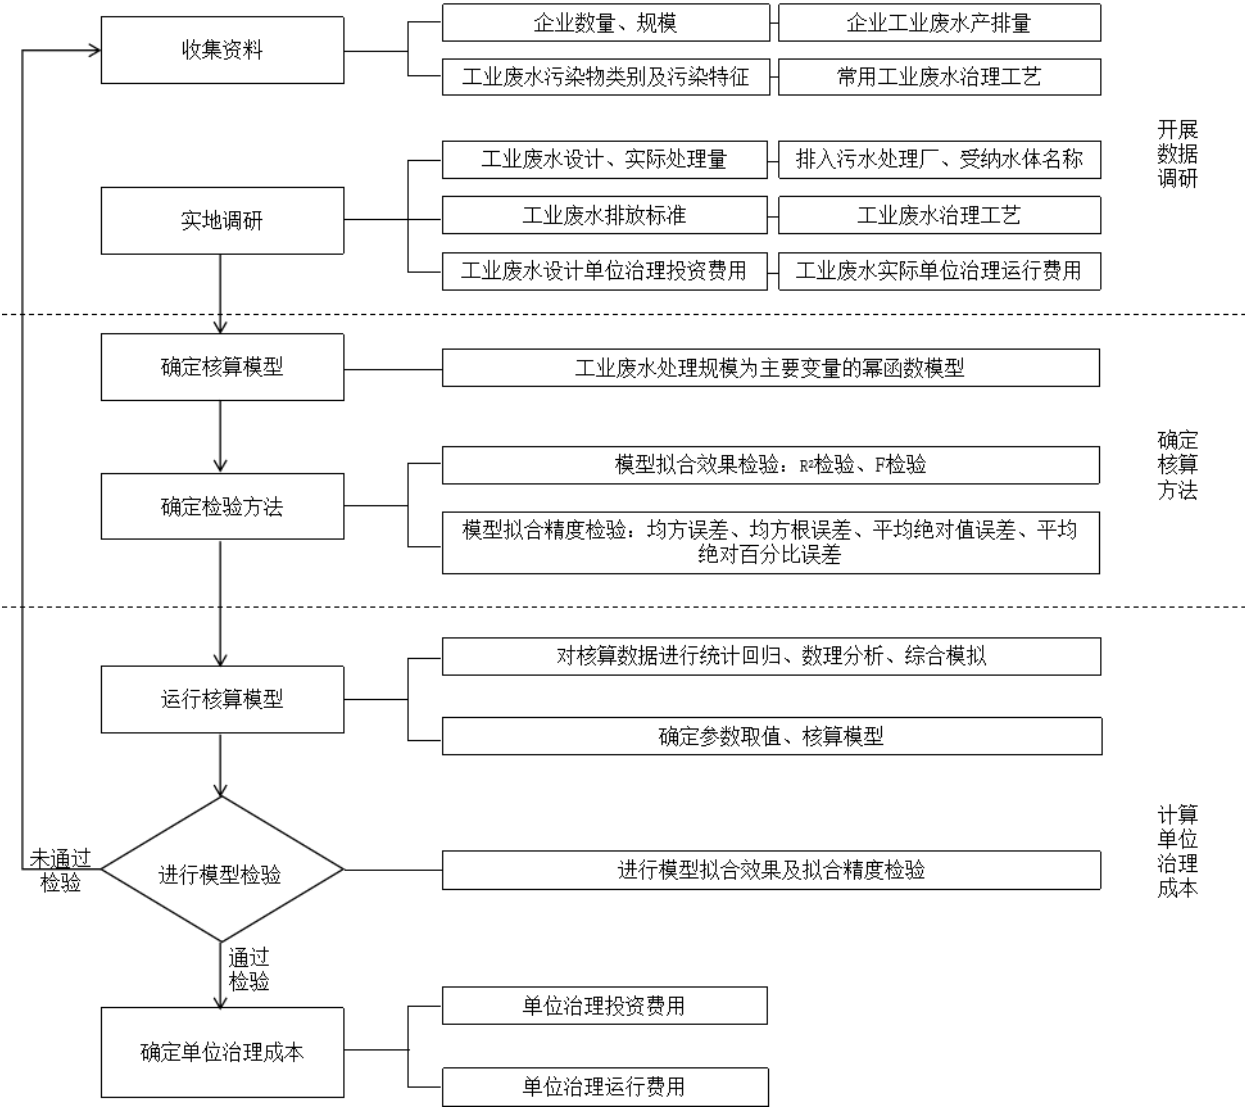 收集资料
企业数量、规模
企业工业废水产排量
工业废水污染物类别及污染特征
常用工业废水治理工艺
开展
数据
调研
实地调研
工业废水设计、实际处理量
排入污水处理厂、受纳水体名称
工业废水排放标准
工业废水治理工艺
工业废水设计单位治理投资费用
工业废水实际单位治理运行费用
确定核算模型
工业废水处理规模为主要变量的幂函数模型
确定
核算
方法
确定检验方法
模型拟合效果检验：R²检验、F检验
模型拟合精度检验：均方误差、均方根误差、平均绝对值误差、平均
绝对百分比误差
运行核算模型
对核算数据进行统计回归、数理分析、综合模拟
确定参数取值、核算模型
计算
单位
治理
成本
未通过
检验
进行模型检验
进行模型拟合效果及拟合精度检验
通过
检验
确定单位治理成本
单位治理投资费用
单位治理运行费用